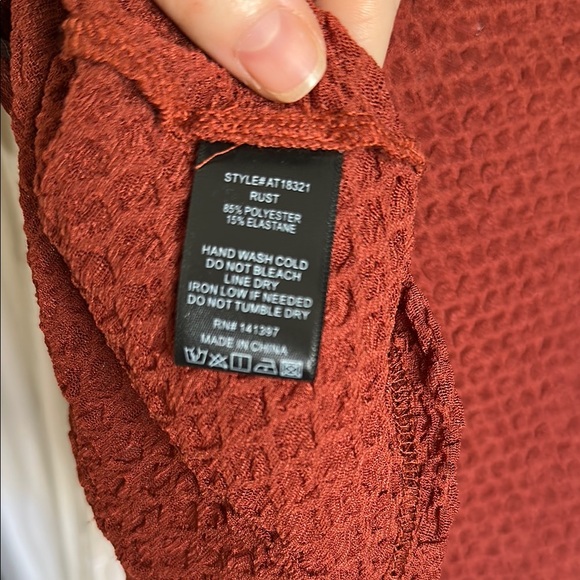 STYLE# AT18321
RUST
85% POLYESTER
15% ELASTANE
HAND WASH COLD
DO NOT BLEACH
LINE DRY
IRON LOW IF NEEDED
DO NOT TUMBLE DRY
RN# 141397
MADE IN CHINA